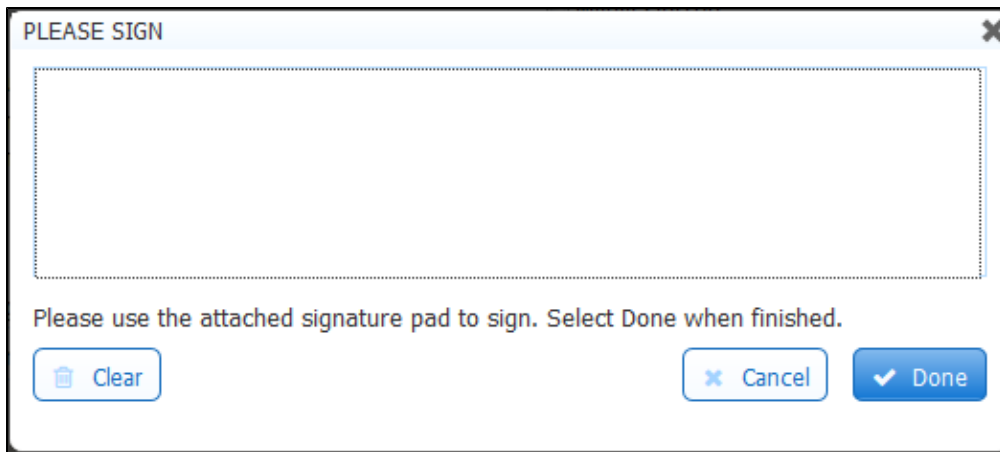 PLEASE SIGN
Please use the attached signature pad to sign. Select Done when finished.
Clear
Cancel
Done